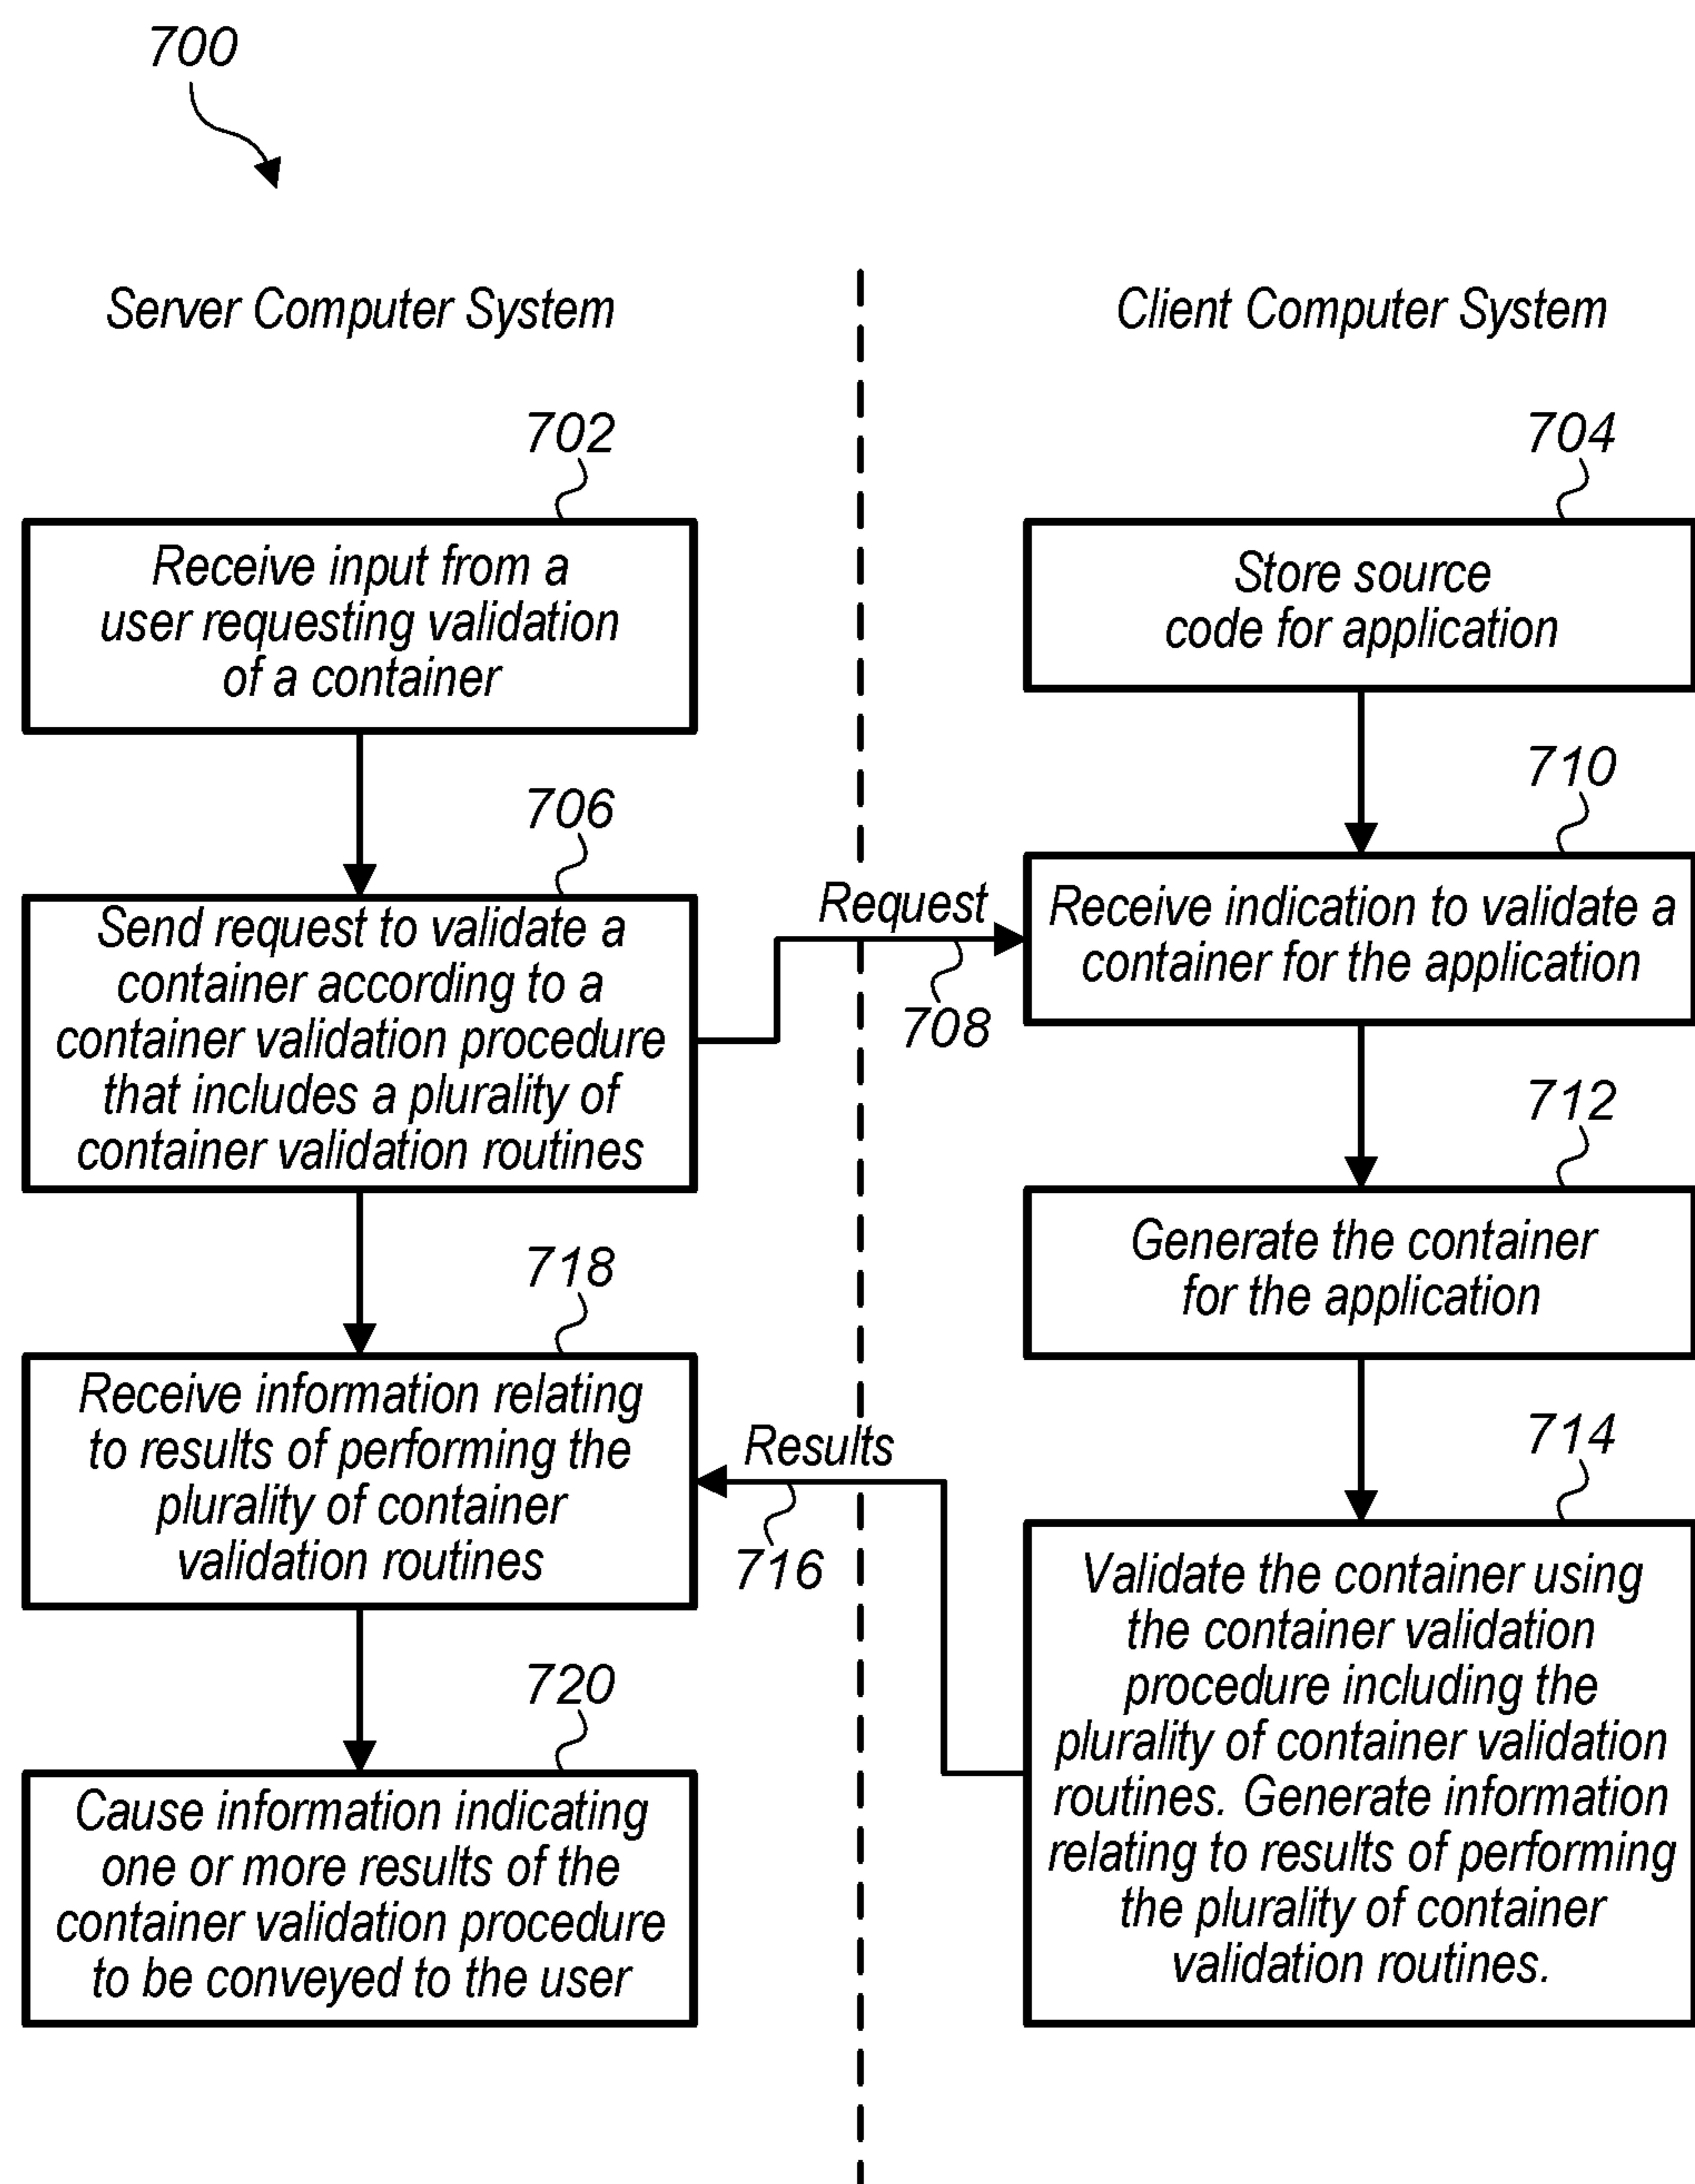 700
Server Computer System
Client Computer System
702
Receive input from a
user requesting validation
of a container
704
Store source
code for application
706
Send request to validate a
container according to a
container validation procedure
that includes a plurality of
container validation routines
Request
708
710
Receive indication to validate a
container for the application
712
Generate the container
for the application
718
Receive information relating
to results of performing the
plurality of container
validation routines
Results
716
714
Validate the container using
the container validation
procedure including the
plurality of container validation
routines. Generate information
relating to results of performing
the plurality of container
validation routines.
720
Cause information indicating
one or more results of the
container validation procedure
to be conveyed to the user